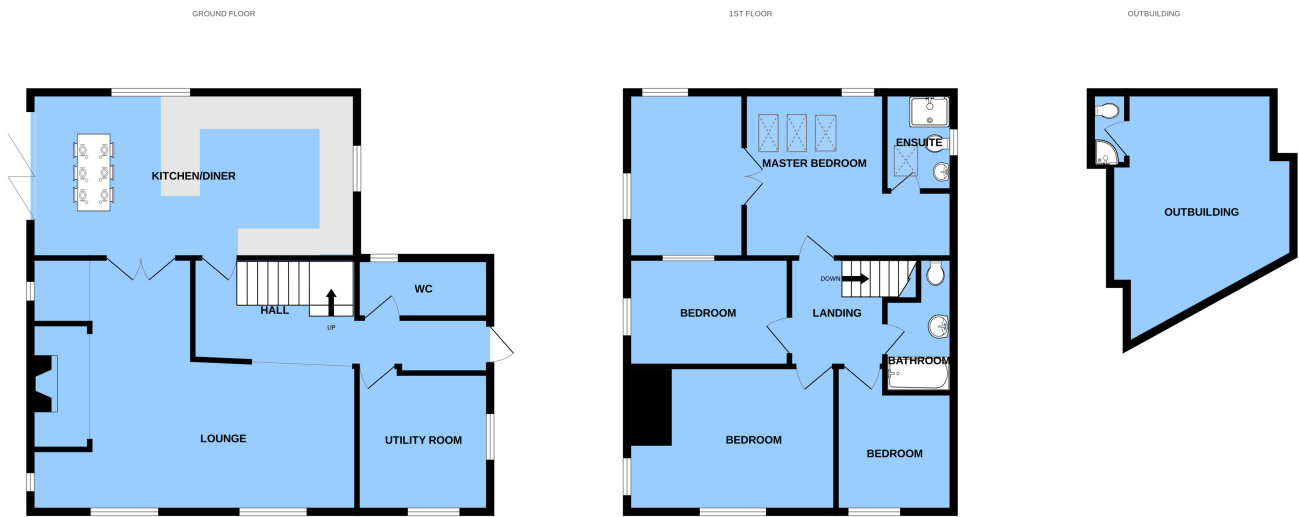 GROUND FLOOR
1ST FLOOR
OUTBUILDING
KITCHEN/DINER
WC
HALL
UP
LOUNGE
UTILITY ROOM
ENSUITE
MASTER BEDROOM
DOWN
BEDROOM
LANDING
BATHROOM
BEDROOM
BEDROOM
OUTBUILDING